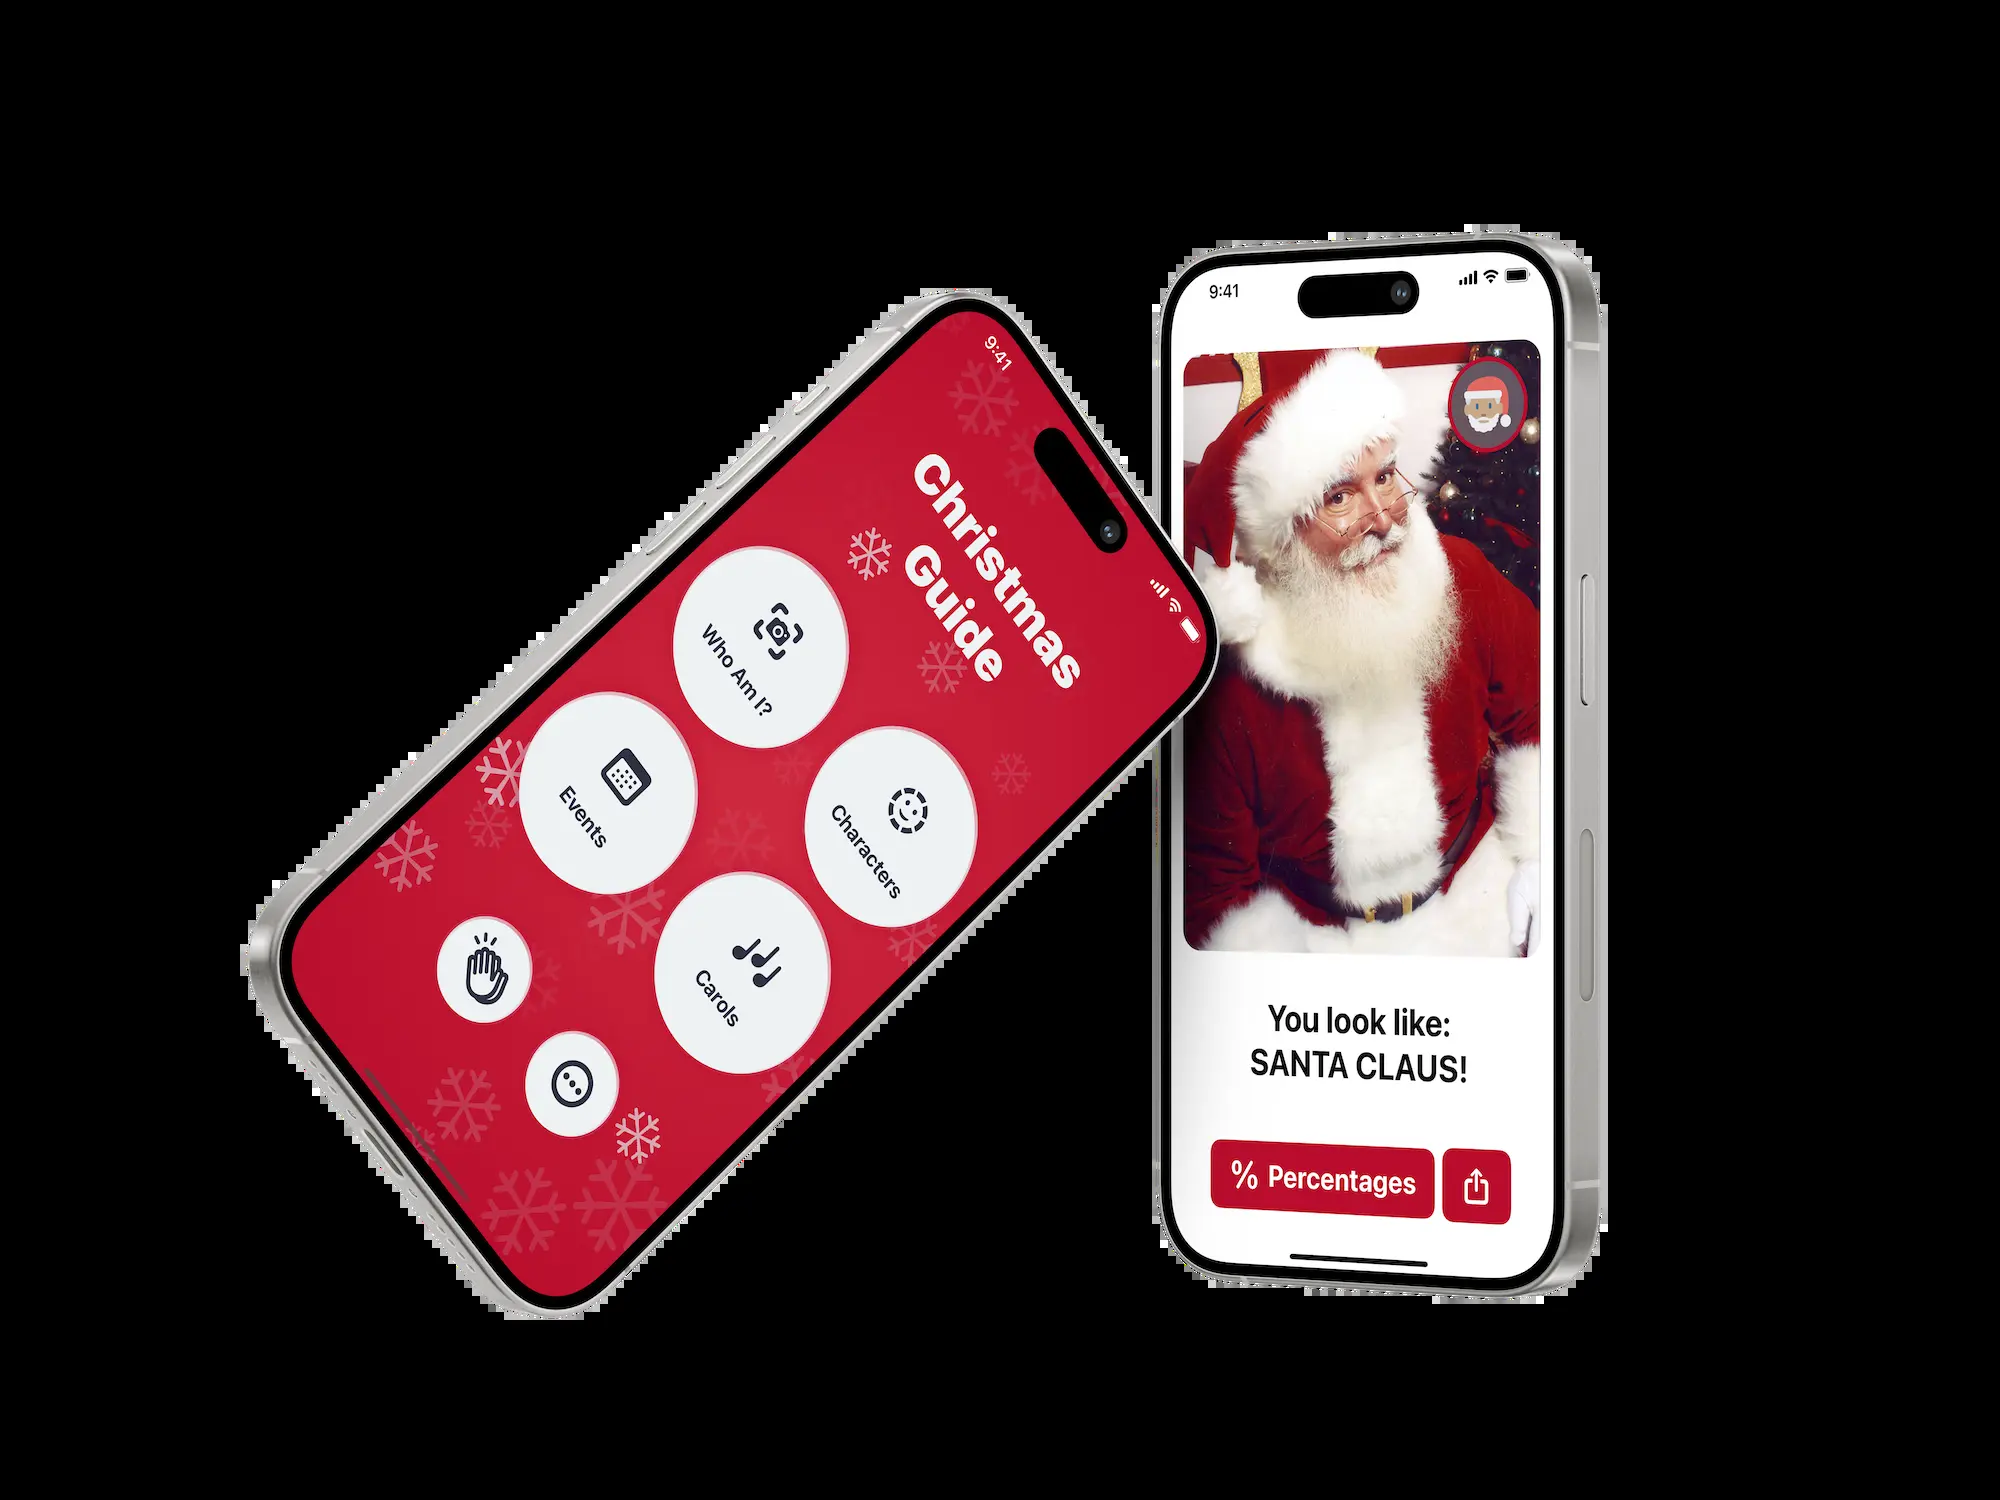 9:41
Christmas
Guide
Who Am I?
Characters
Events
Carols
9:41
You look like:
SANTA CLAUS!
% Percentages